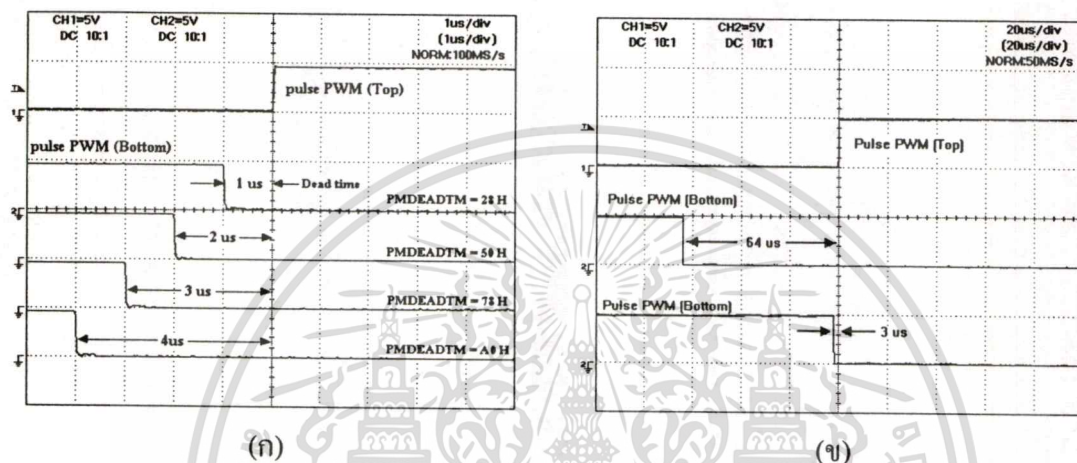 CH1=5V CH2=5V 1us/div
DC 10:1 DC 10:1 (1us/div)
NORM:100MS/s
pulse PWM (Top)
pulse PWM (Bottom)
1 us Dead time
PMDEADTM = 28 H
2 us
PMDEADTM = 50 H
3 us
PMDEADTM = 78 H
4us
PMDEADTM = A0 H
(ก)
CH1=5V CH2=5V 20us/div
DC 10:1 DC 10:1 (20us/div)
NORM:50MS/s
Pulse PWM (Top)
Pulse PWM (Bottom)
64 us
Pulse PWM (Bottom)
3 us
(ข)